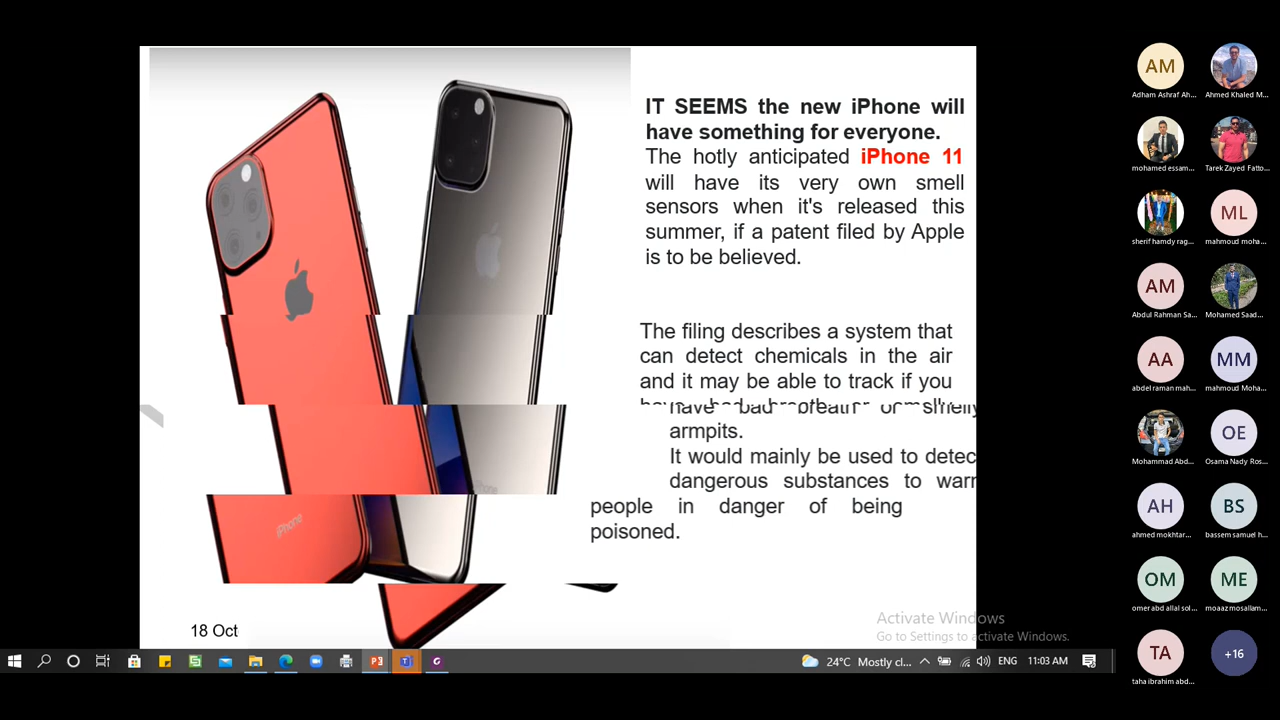 IT SEEMS the new iPhone will
have something for everyone.
The hotly anticipated iPhone 11
will have its very own smell
sensors when it's released this
summer, if a patent filed by Apple
is to be believed.
The filing describes a system that
can detect chemicals in the air
and it may be able to track if you
have bad breath or smelly
armpits.
It would mainly be used to detec
dangerous substances to warn
people in danger of being
poisoned.
iPhone
iPhone
18 Oct
Activate Windows
Go to Settings to activate Windows.
24°C Mostly cl...
ENG
11:03 AM
AM
Adham Ashraf Ah...
Ahmed Khaled M...
mohamed essam...
Tarek Zayed Fatto...
sherif hamdy rag...
ML
mahmoud moha...
AM
Abdul Rahman Sa...
Mohamed Saad...
AA
abdel raman mah...
MM
mahmoud Moha...
Mohammad Abd...
OE
Osama Nady Ros...
AH
ahmed mokhtar...
BS
bassem samuel h...
OM
omer abd allal sol...
ME
moaaz mosallam...
TA
taha ibrahim abd...
+16